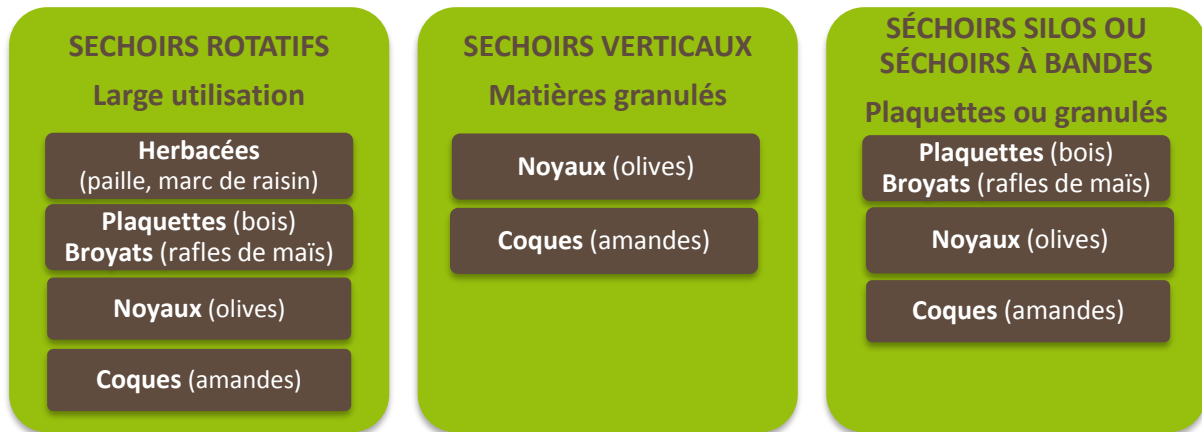 SECHOIRS ROTATIFS
Large utilisation
Herbacées
(paille, marc de raisin)
Plaquettes (bois)
Broyats (rafles de maïs)
Noyaux (olives)
Coques (amandes)
SECHOIRS VERTICAUX
Matières granulés
Noyaux (olives)
Coques (amandes)
SÉCHOIRS SILOS OU
SÉCHOIRS À BANDES
Plaquettes ou granulés
Plaquettes (bois)
Broyats (rafles de maïs)
Noyaux (olives)
Coques (amandes)